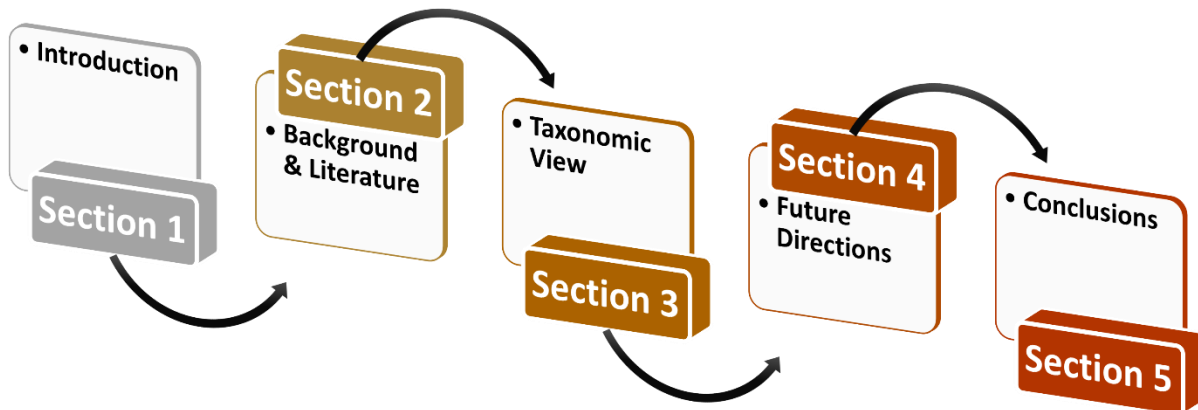 • Introduction
Section 1
Section 2
• Background
& Literature
• Taxonomic
View
Section 3
Section 4
• Future
Directions
• Conclusions
Section 5